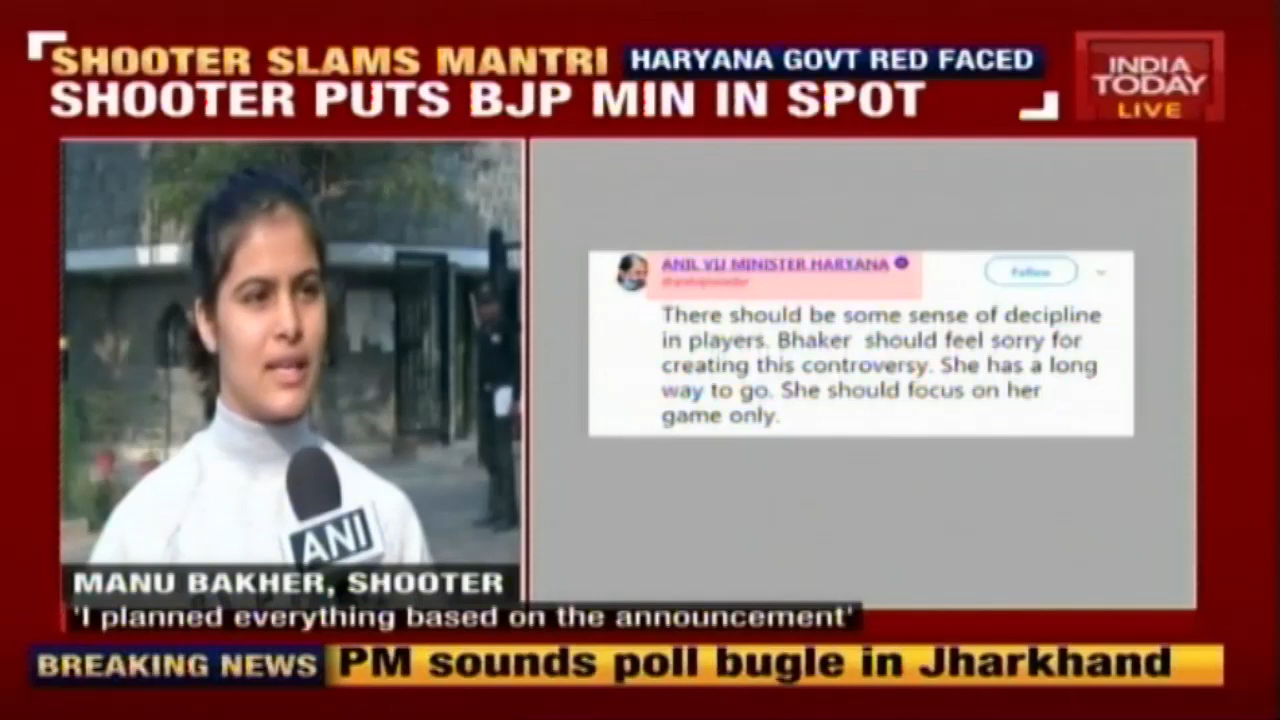 SHOOTER SLAMS MANTRI
HARYANA GOVT RED FACED
SHOOTER PUTS BJP MIN IN SPOT
INDIA
TODAY
LIVE
ANIL VIJ MINISTER HARYANA
Follow
There should be some sense of decipline
in players. Bhaker should feel sorry for
creating this controversy. She has a long
way to go. She should focus on her
game only.
ANI
MANU BAKHER, SHOOTER
'I planned everything based on the announcement'
BREAKING NEWS
PM sounds poll bugle in Jharkhand